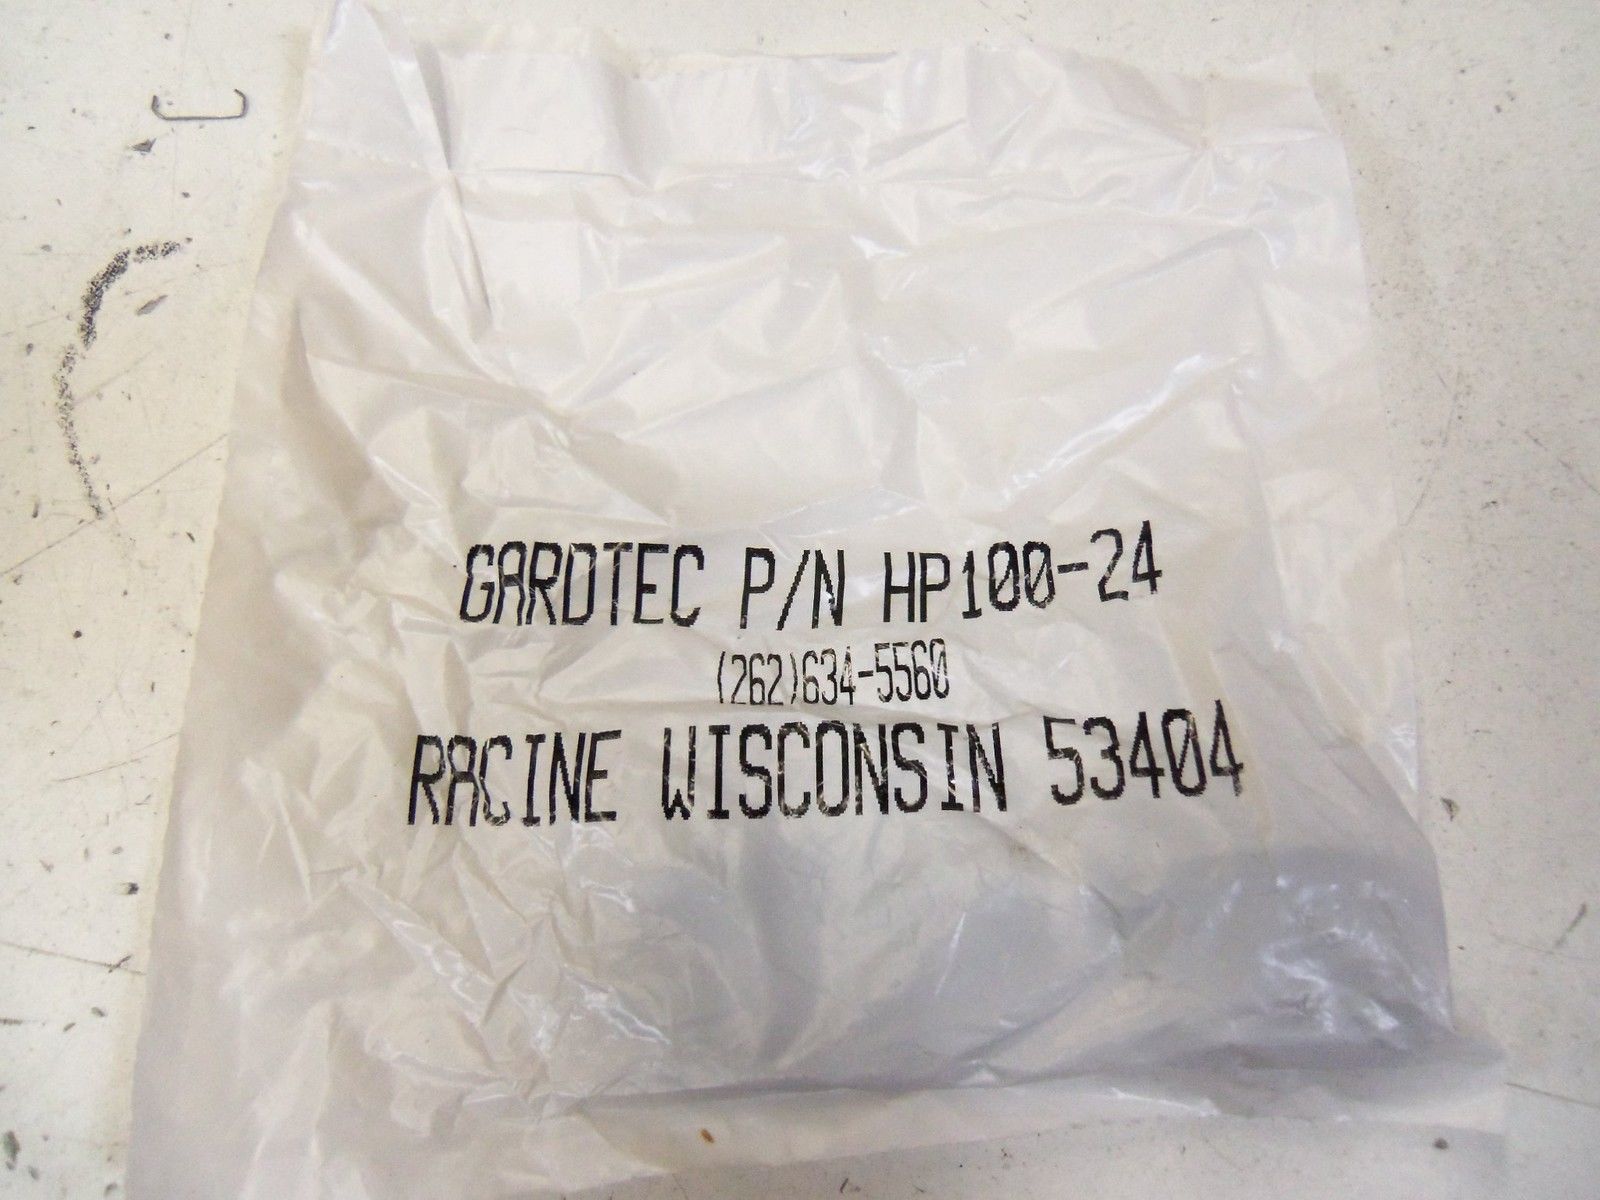 GARDTEC P/N HP100-24
(262)634-5560
RACINE WISCONSIN 53404